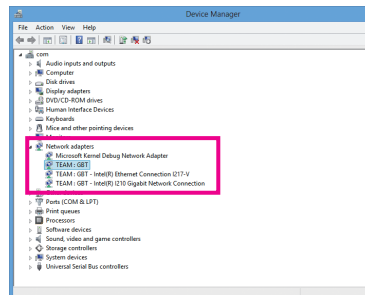 Device Manager
File Action View Help
com
Audio inputs and outputs
Computer
Disk drives
Display adapters
DVD/CD-ROM drives
Human Interface Devices
Keyboards
Mice and other pointing devices
Network adapters
Microsoft Kernel Debug Network Adapter
TEAM : GBT
TEAM : GBT - Intel(R) Ethernet Connection I217-V
TEAM : GBT - Intel(R) I210 Gigabit Network Connection
Ports (COM & LPT)
Print queues
Processors
Software devices
Sound, video and game controllers
Storage controllers
System devices
Universal Serial Bus controllers